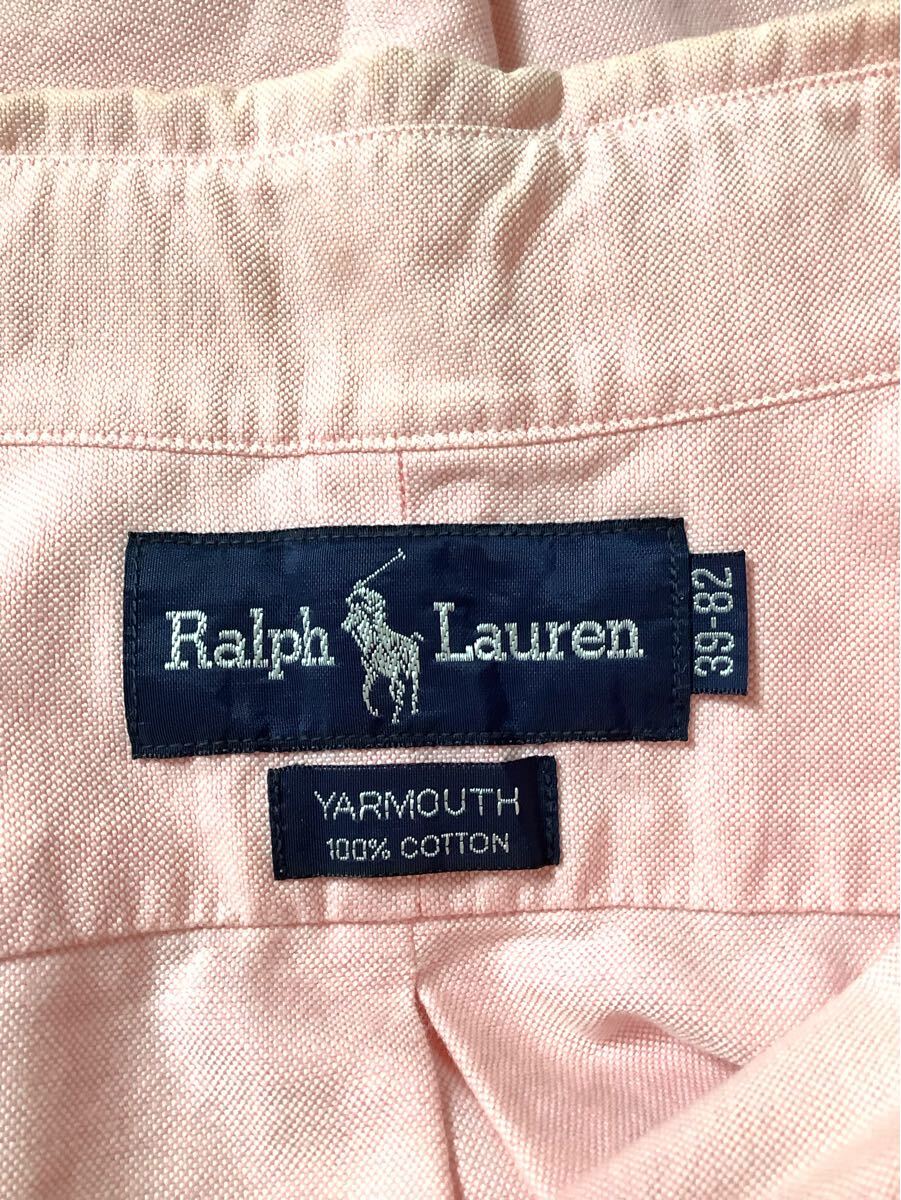 Ralph Lauren
39-82
YARMOUTH
100% COTTON